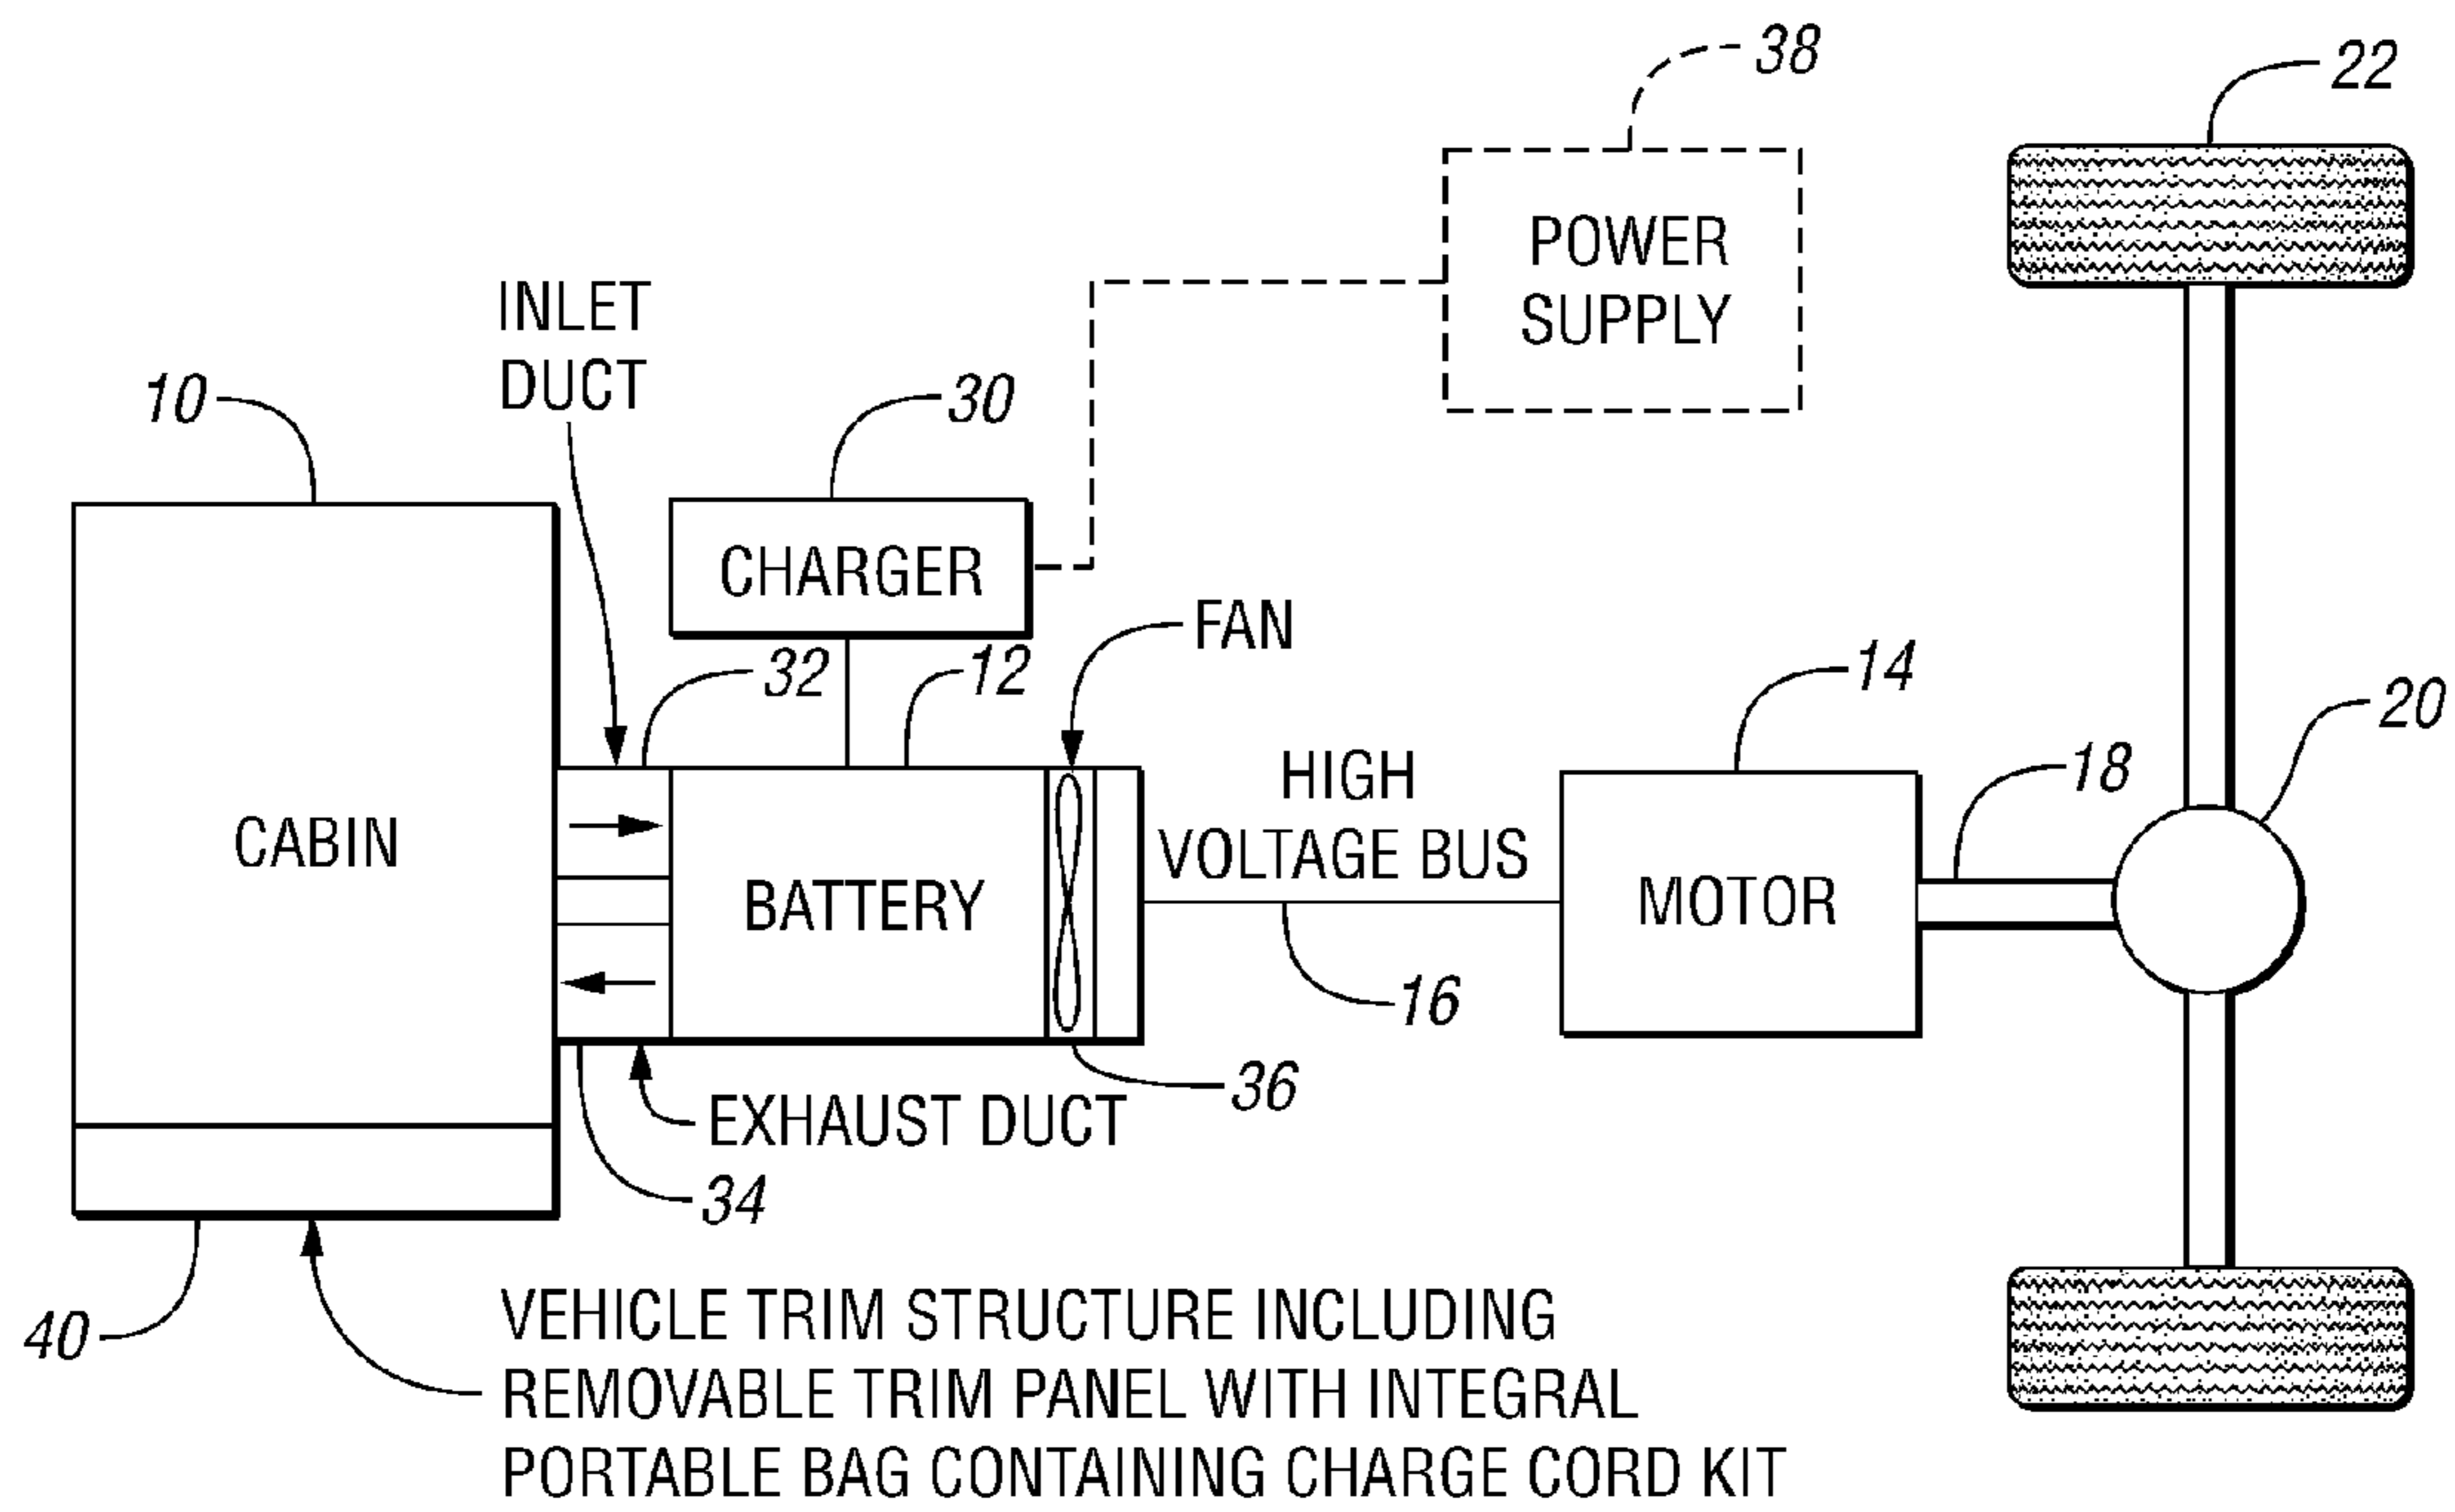 38
22
POWER
SUPPLY
INLET
DUCT
10
30
CHARGER
FAN
32
12
14
20
HIGH
VOLTAGE BUS
18
CABIN
BATTERY
MOTOR
16
36
EXHAUST DUCT
34
40
VEHICLE TRIM STRUCTURE INCLUDING
REMOVABLE TRIM PANEL WITH INTEGRAL
PORTABLE BAG CONTAINING CHARGE CORD KIT